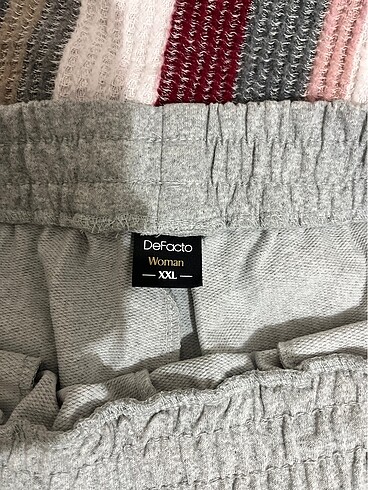 DeFacto
Woman
— XXL —